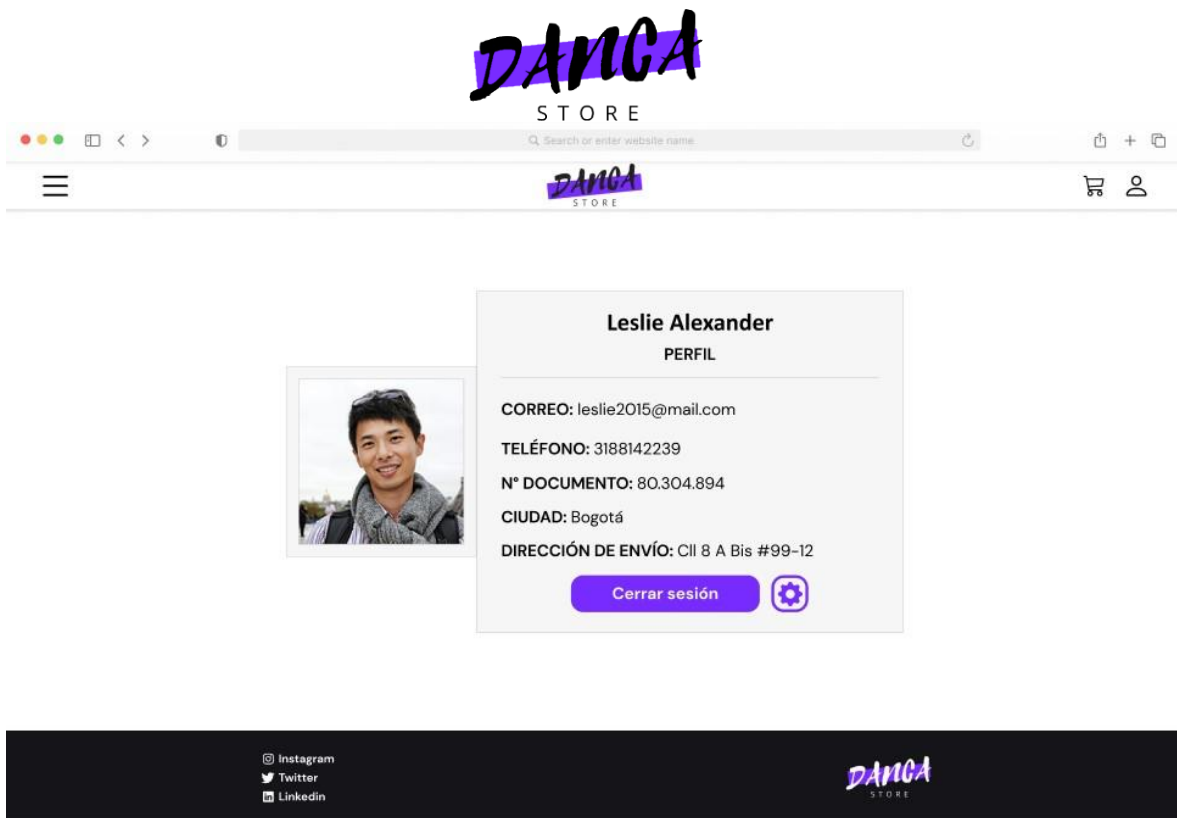 DANCA
STORE
Search or enter website name
DANCA
STORE
Leslie Alexander
PERFIL
CORREO: leslie2015@mail.com
TELÉFONO: 3188142239
N° DOCUMENTO: 80.304.894
CIUDAD: Bogotá
DIRECCIÓN DE ENVÍO: Cll 8 A Bis #99-12
Cerrar sesión
Instagram
Twitter
Linkedin
DANCA
STORE